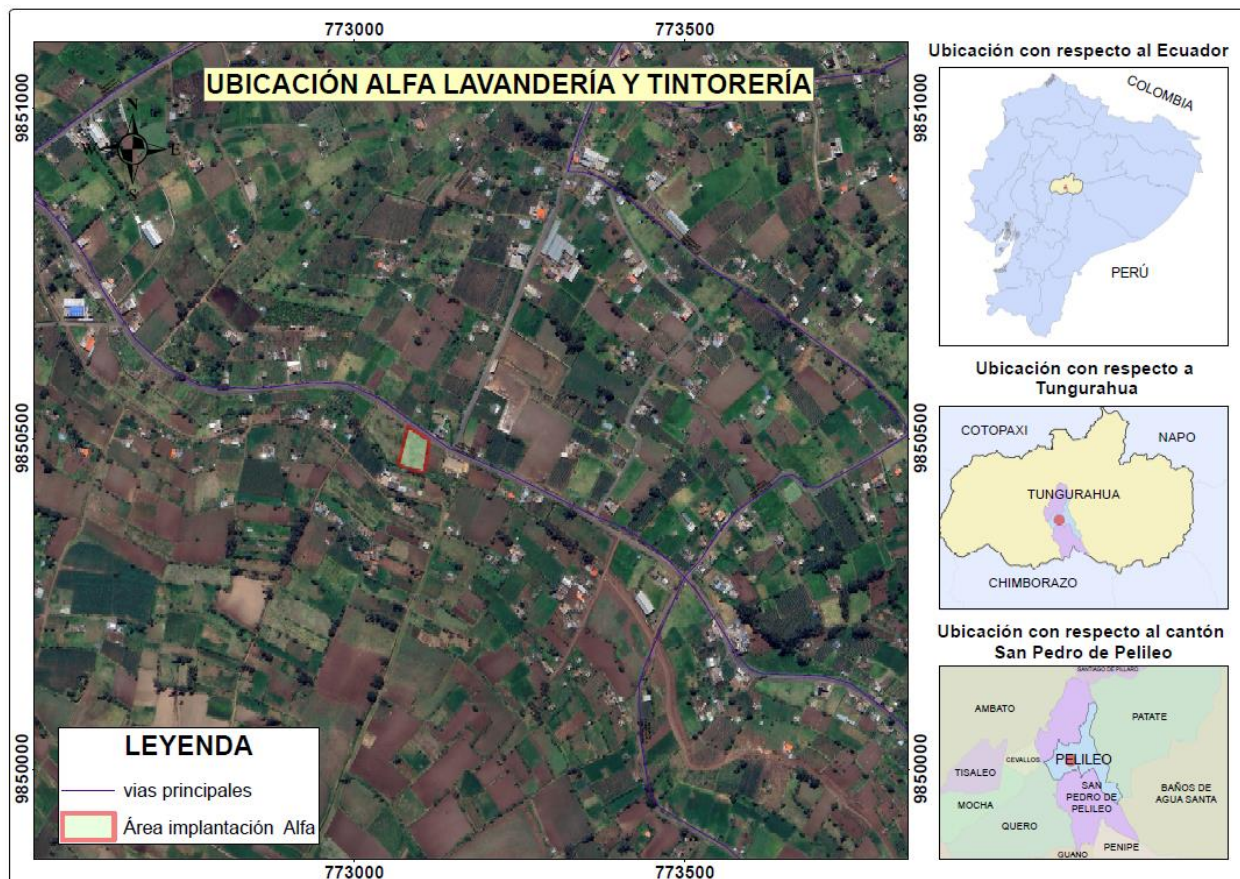 773000
773500
UBICACIÓN ALFA LAVANDERÍA Y TINTORERÍA
N
W
E
S
9851000
9851000
9850500
9850500
9850000
9850000
LEYENDA
vias principales
Área implantación Alfa
773000
773500
Ubicación con respecto al Ecuador
COLOMBIA
PERÚ
Ubicación con respecto a
Tungurahua
COTOPAXI
NAPO
TUNGURAHUA
CHIMBORAZO
Ubicación con respecto al cantón
San Pedro de Pelileo
SANTIAGO DE PÍLLARO
AMBATO
PATATE
CEVALLOS
PELILEO
TISALEO
SAN
PEDRO DE
PELILEO
BAÑOS DE
AGUA SANTA
MOCHA
QUERO
GUANO
PENIPE